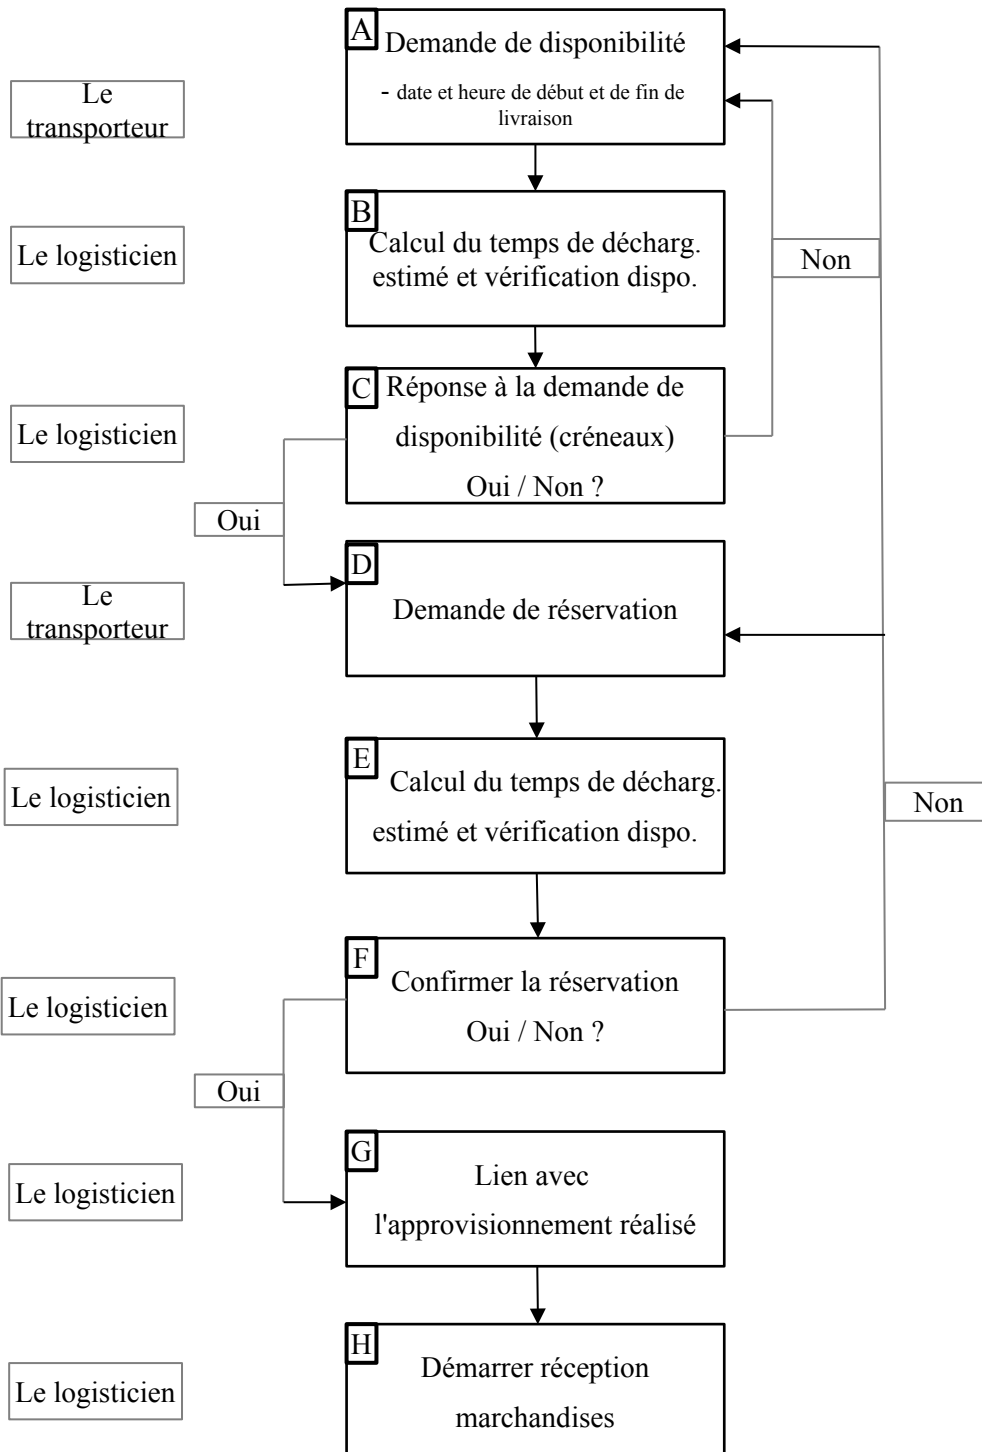 A
Demande de disponibilité
- date et heure de début et de fin de
livraison
Le
transporteur
B
Calcul du temps de décharg.
estimé et vérification dispo.
Le logisticien
Non
C
Réponse à la demande de
disponibilité (créneaux)
Oui / Non ?
Le logisticien
Oui
D
Demande de réservation
Le
transporteur
E
Calcul du temps de décharg.
estimé et vérification dispo.
Le logisticien
Non
F
Confirmer la réservation
Oui / Non ?
Le logisticien
Oui
G
Lien avec
l'approvisionnement réalisé
Le logisticien
H
Démarrer réception
marchandises
Le logisticien